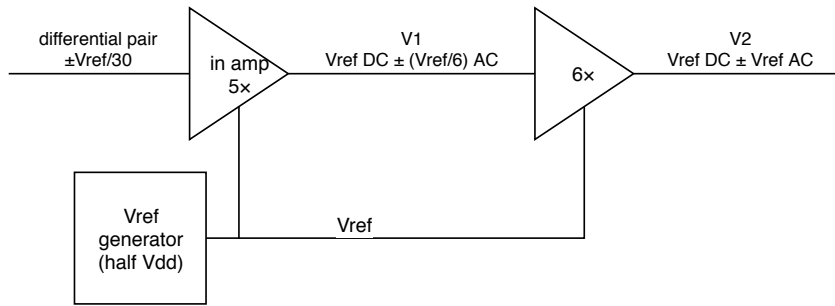 differential pair
±Vref/30
in amp
5×
V1
Vref DC ± (Vref/6) AC
6×
V2
Vref DC ± Vref AC
Vref
generator
(half Vdd)
Vref